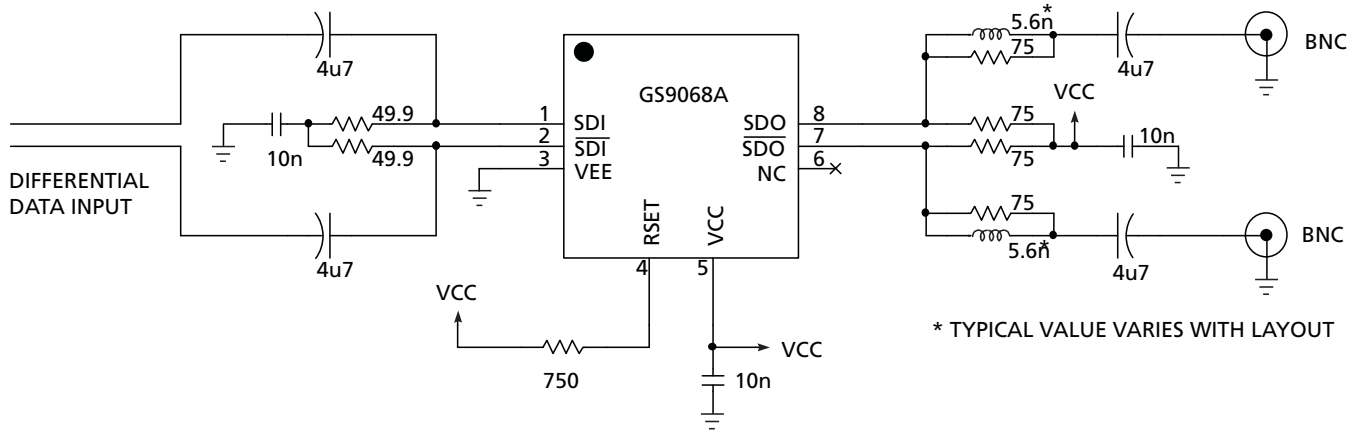 4u7
5.6n*
75
4u7
BNC
GS9068A
49.9
10n
49.9
1
2
3
SDI
SDI
VEE
SDO
SDO
NC
8
7
6
75
75
VCC
10n
DIFFERENTIAL
DATA INPUT
4u7
RSET
VCC
4
5
75
5.6n*
4u7
BNC
VCC
750
VCC
10n
* TYPICAL VALUE VARIES WITH LAYOUT